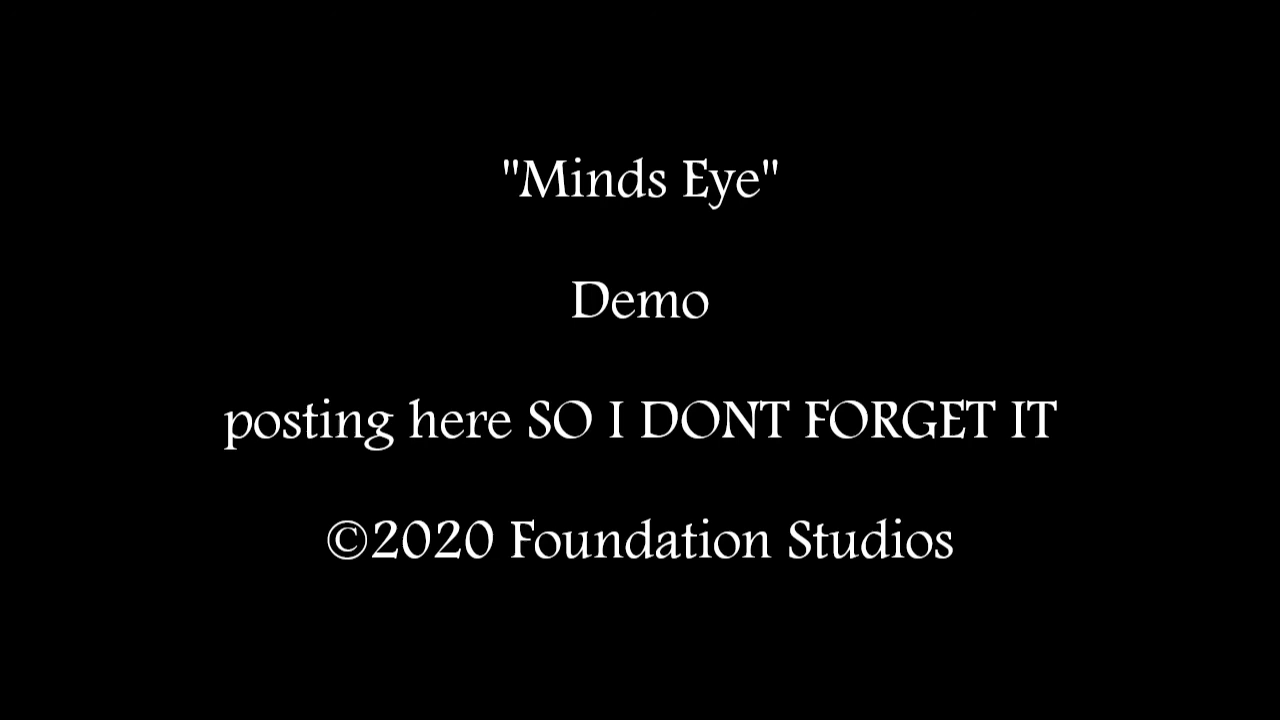 "Minds Eye"
Demo
posting here SO I DONT FORGET IT
©2020 Foundation Studios